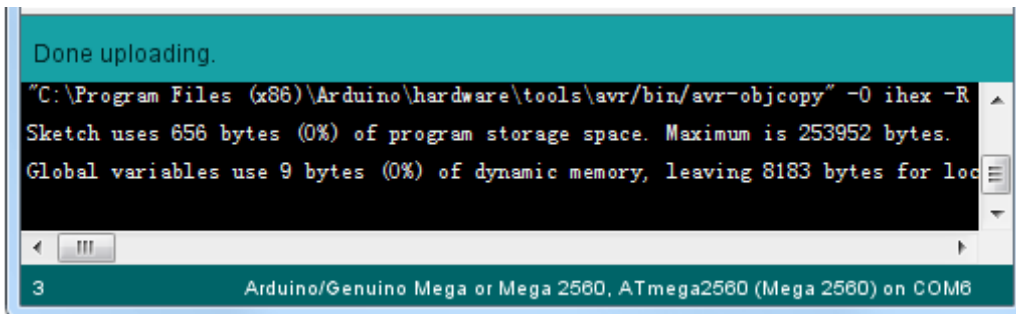 Done uploading.
"C:\Program Files (x86)\Arduino\hardware\tools\avr/bin/avr-objcopy" -O ihex -R
Sketch uses 656 bytes (0%) of program storage space. Maximum is 253952 bytes.
Global variables use 9 bytes (0%) of dynamic memory, leaving 8183 bytes for loc
3 Arduino/Genuino Mega or Mega 2560, ATmega2560 (Mega 2560) on COM6